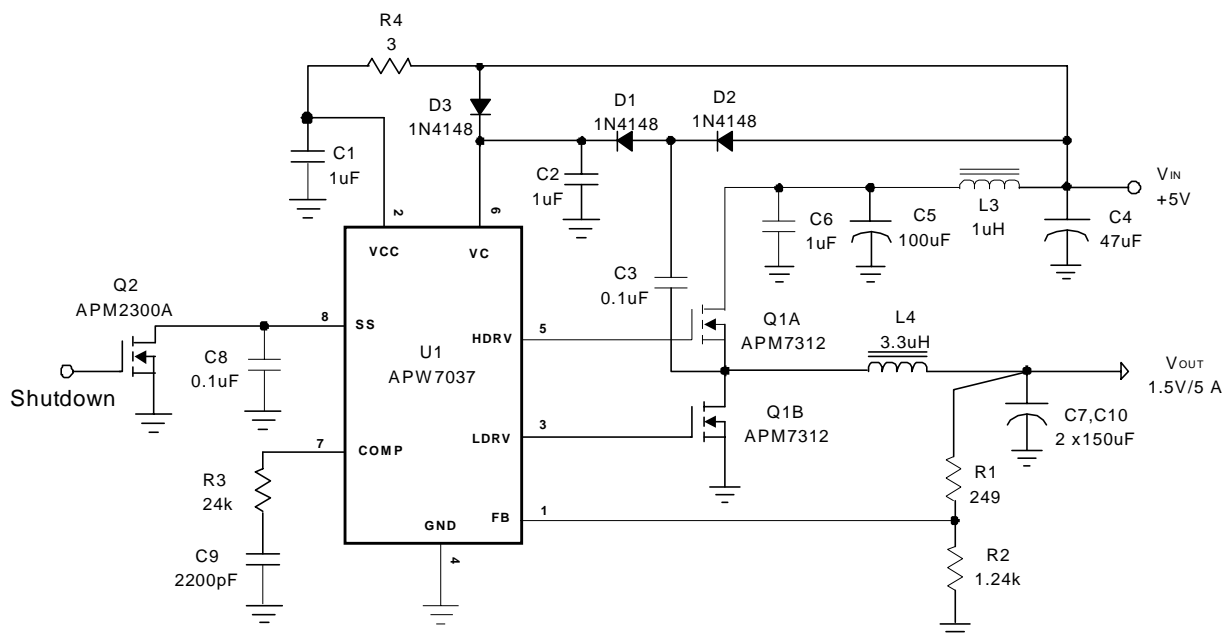 R4
3
D3
1N4148
D1
1N4148
D2
1N4148
C1
1uF
C2
1uF
2
6
VCC
VC
C6
1uF
C5
100uF
L3
1uH
VIN
+5V
C4
47uF
Q2
APM2300A
8
SS
C8
0.1uF
Shutdown
C3
0.1uF
U1
APW7037
HDRV
5
Q1A
APM7312
L4
3.3uH
VOUT
1.5V/5 A
LDRV
3
Q1B
APM7312
C7,C10
2 x150uF
7
COMP
R3
24k
R1
249
FB
1
GND
4
C9
2200pF
R2
1.24k